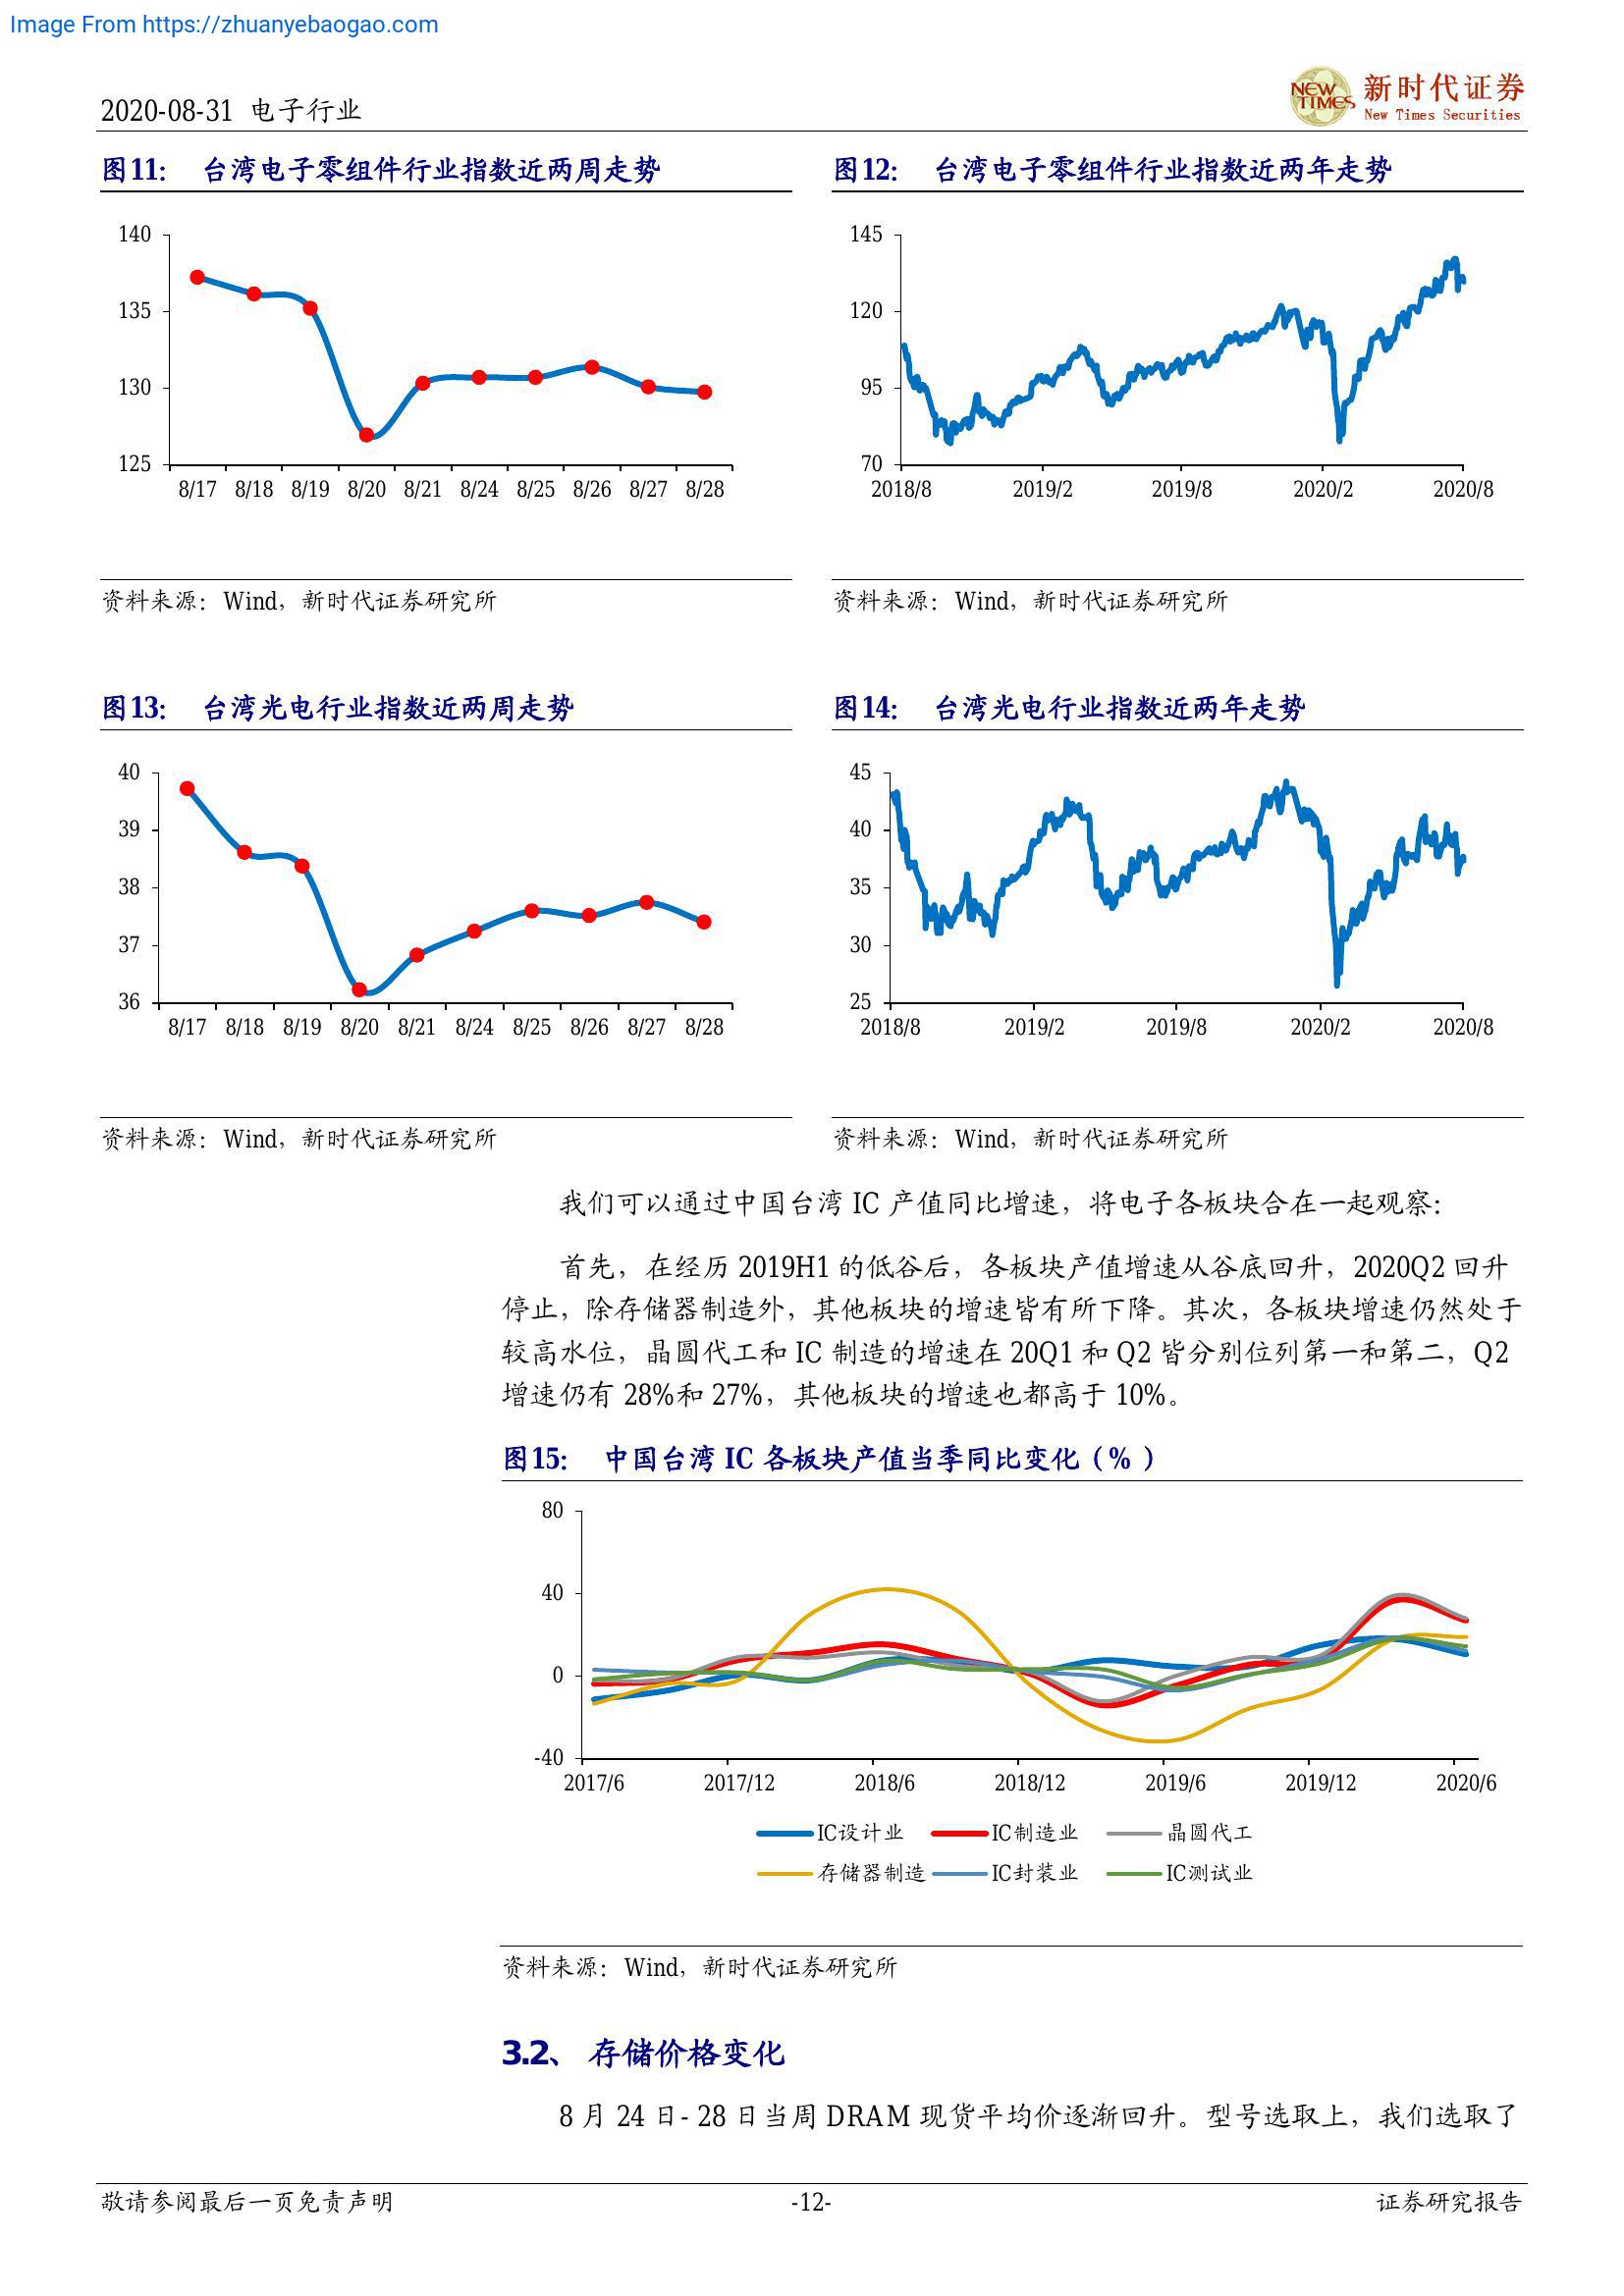 Image From https://zhuanyebaogao.com
2020-08-31 电子行业
NEW TIMES
新时代证券
New Times Securities
图11： 台湾电子零组件行业指数近两周走势
图12： 台湾电子零组件行业指数近两年走势
140
135
130
125
8/17 8/18 8/19 8/20 8/21 8/24 8/25 8/26 8/27 8/28
145
120
95
70
2018/8 2019/2 2019/8 2020/2 2020/8
资料来源：Wind，新时代证券研究所
资料来源：Wind，新时代证券研究所
图13： 台湾光电行业指数近两周走势
图14： 台湾光电行业指数近两年走势
40
39
38
37
36
8/17 8/18 8/19 8/20 8/21 8/24 8/25 8/26 8/27 8/28
45
40
35
30
25
2018/8 2019/2 2019/8 2020/2 2020/8
资料来源：Wind，新时代证券研究所
资料来源：Wind，新时代证券研究所
我们可以通过中国台湾 IC 产值同比增速，将电子各板块合在一起观察：
首先，在经历 2019H1 的低谷后，各板块产值增速从谷底回升，2020Q2 回升
停止，除存储器制造外，其他板块的增速皆有所下降。其次，各板块增速仍然处于
较高水位，晶圆代工和 IC 制造的增速在 20Q1 和 Q2 皆分别位列第一和第二，Q2
增速仍有 28%和 27%，其他板块的增速也都高于 10%。
图15： 中国台湾 IC 各板块产值当季同比变化（%）
80
40
0
-40
2017/6 2017/12 2018/6 2018/12 2019/6 2019/12 2020/6
IC设计业 IC制造业 晶圆代工
存储器制造 IC封装业 IC测试业
资料来源：Wind，新时代证券研究所
3.2、 存储价格变化
8 月 24 日- 28 日当周 DRAM 现货平均价逐渐回升。型号选取上，我们选取了
敬请参阅最后一页免责声明
-12-
证券研究报告